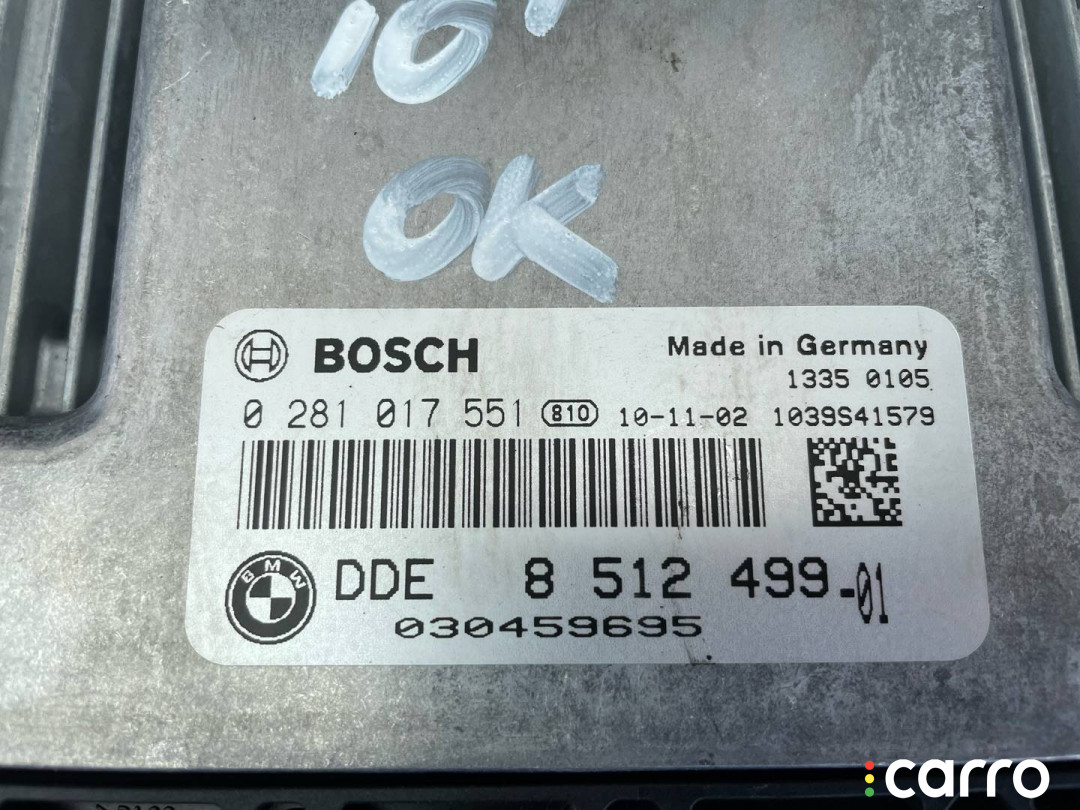 OK
BOSCH
Made in Germany
1335 0105
0 281 017 551 810 10-11-02 1039S41579
BMW
DDE 8 512 499-01
030459695
carro